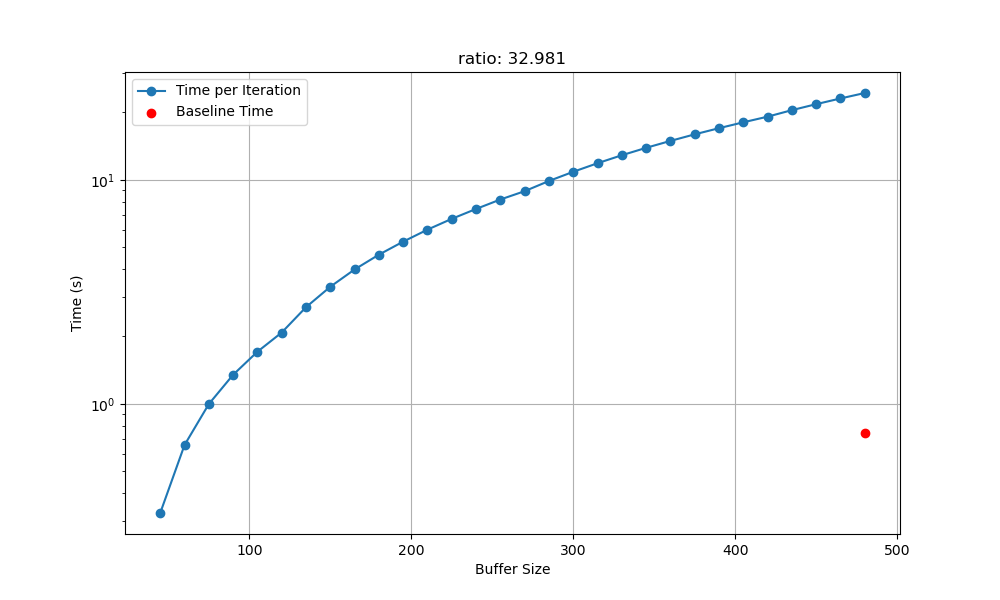 ratio: 32.981
Time per Iteration
Baseline Time
Time (s)
10¹
10⁰
100 200 300 400 500
Buffer Size